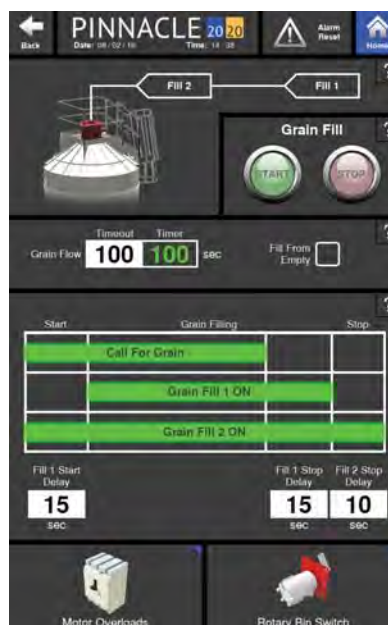 Back
PINNACLE 20 20
Date: 08/02/16 Time: 14:38
Alarm Reset
Home
Fill 2
Fill 1
Grain Fill
START
STOP
Timeout Timer
Grain Flow 100 100 sec
Fill From Empty
Start Grain Filling Stop
Call For Grain
Grain Fill 1 ON
Grain Fill 2 ON
Fill 1 Start Delay
15
sec
Fill 1 Stop Delay
15
sec
Fill 2 Stop Delay
10
sec
Motor Overloads
Rotary Bin Switch